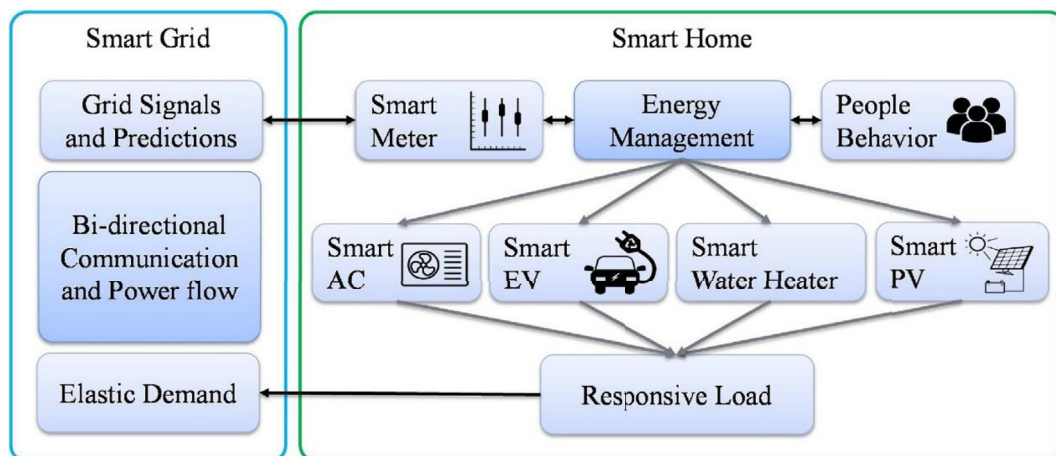 Smart Grid
Grid Signals
and Predictions
Bi-directional
Communication
and Power flow
Elastic Demand
Smart Home
Smart
Meter
Energy
Management
People
Behavior
Smart
AC
Smart
EV
Smart
Water Heater
Smart
PV
Responsive Load